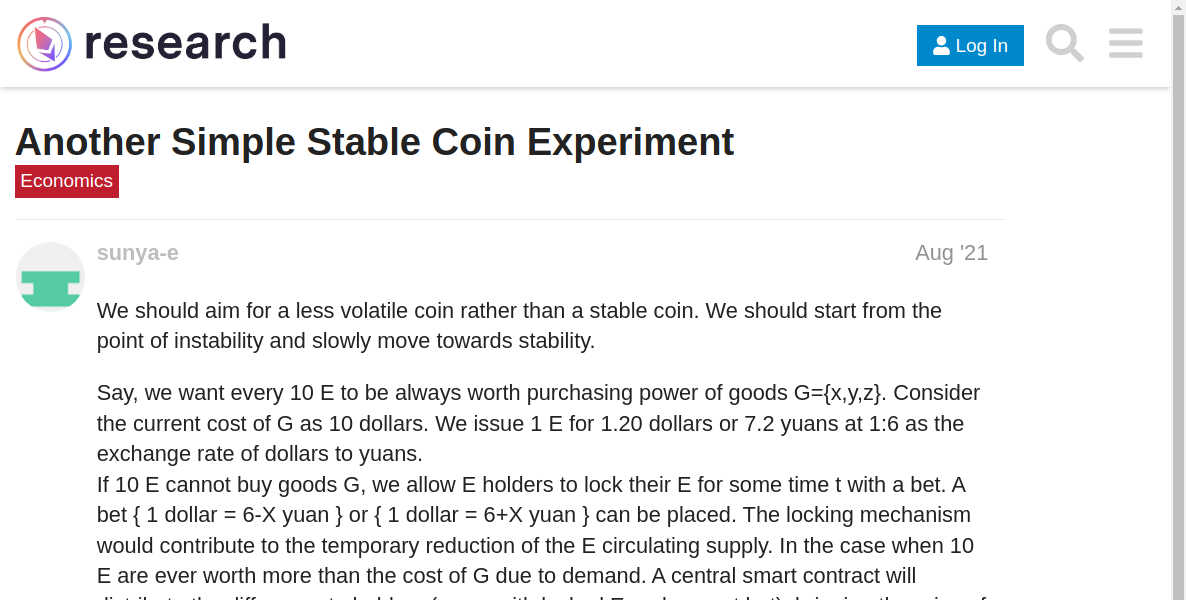 research
Log In
Another Simple Stable Coin Experiment
Economics
sunya-e
Aug '21
We should aim for a less volatile coin rather than a stable coin. We should start from the
point of instability and slowly move towards stability.
Say, we want every 10 E to be always worth purchasing power of goods G={x,y,z}. Consider
the current cost of G as 10 dollars. We issue 1 E for 1.20 dollars or 7.2 yuans at 1:6 as the
exchange rate of dollars to yuans.
If 10 E cannot buy goods G, we allow E holders to lock their E for some time t with a bet. A
bet { 1 dollar = 6-X yuan } or { 1 dollar = 6+X yuan } can be placed. The locking mechanism
would contribute to the temporary reduction of the E circulating supply. In the case when 10
E are ever worth more than the cost of G due to demand. A central smart contract will